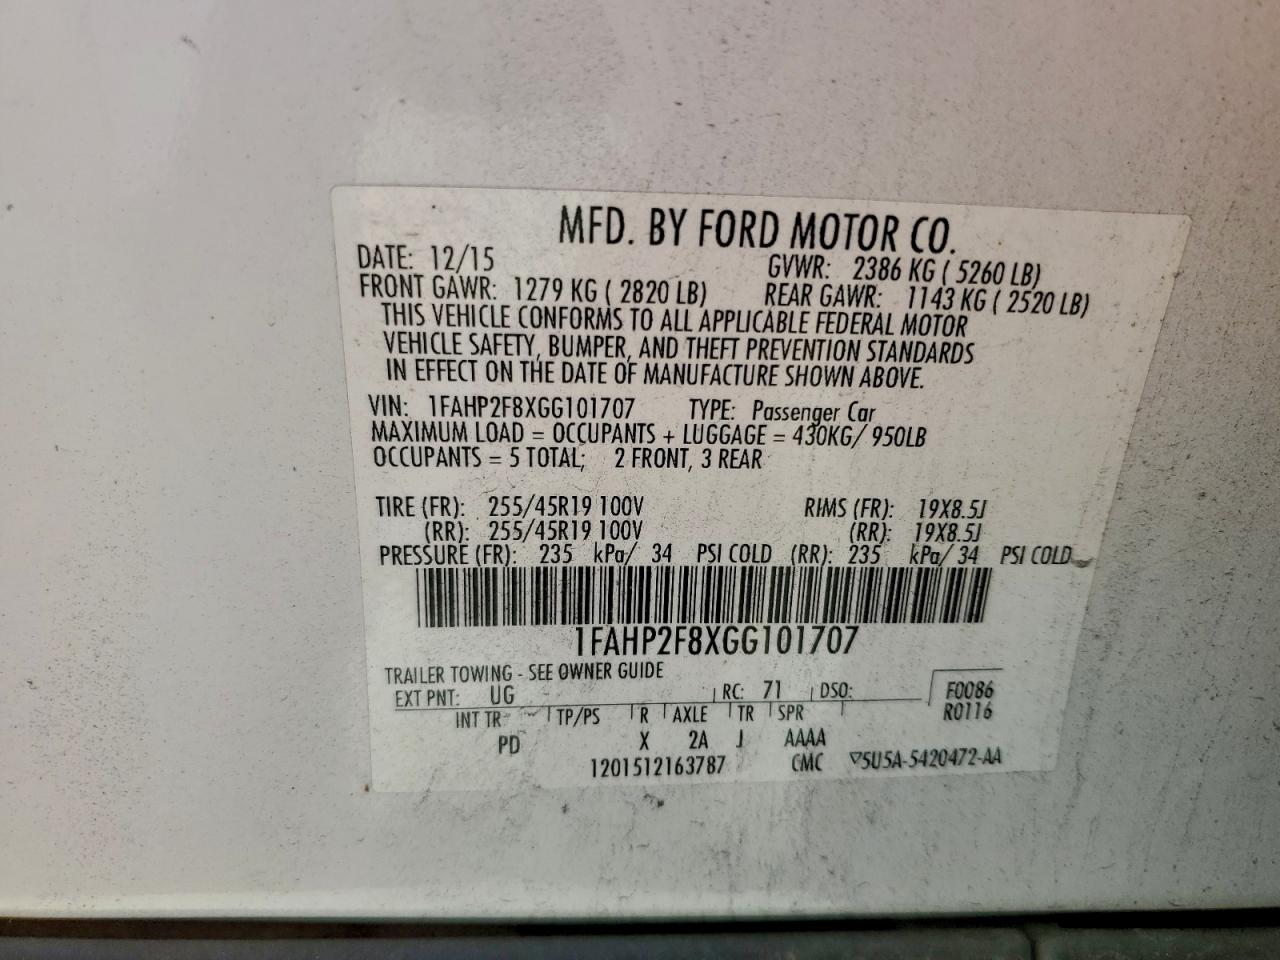 MFD. BY FORD MOTOR CO.
DATE: 12/15 GVWR: 2386 KG ( 5260 LB)
FRONT GAWR: 1279 KG ( 2820 LB) REAR GAWR: 1143 KG ( 2520 LB)
THIS VEHICLE CONFORMS TO ALL APPLICABLE FEDERAL MOTOR
VEHICLE SAFETY, BUMPER, AND THEFT PREVENTION STANDARDS
IN EFFECT ON THE DATE OF MANUFACTURE SHOWN ABOVE.
VIN: 1FAHP2F8XGG101707 TYPE: Passenger Car
MAXIMUM LOAD = OCCUPANTS + LUGGAGE = 430KG/ 950LB
OCCUPANTS = 5 TOTAL; 2 FRONT, 3 REAR
TIRE (FR): 255/45R19 100V RIMS (FR): 19X8.5J
(RR): 255/45R19 100V (RR): 19X8.5J
PRESSURE (FR): 235 kPa/ 34 PSI COLD (RR): 235 kPa/ 34 PSI COLD
1FAHP2F8XGG101707
TRAILER TOWING - SEE OWNER GUIDE
EXT PNT: UG RC: 71 DSO: F0086
INT TR TP/PS R AXLE TR SPR R0116
PD X 2A J AAAA
1201512163787 CMC ▽5U5A-5420472-AA